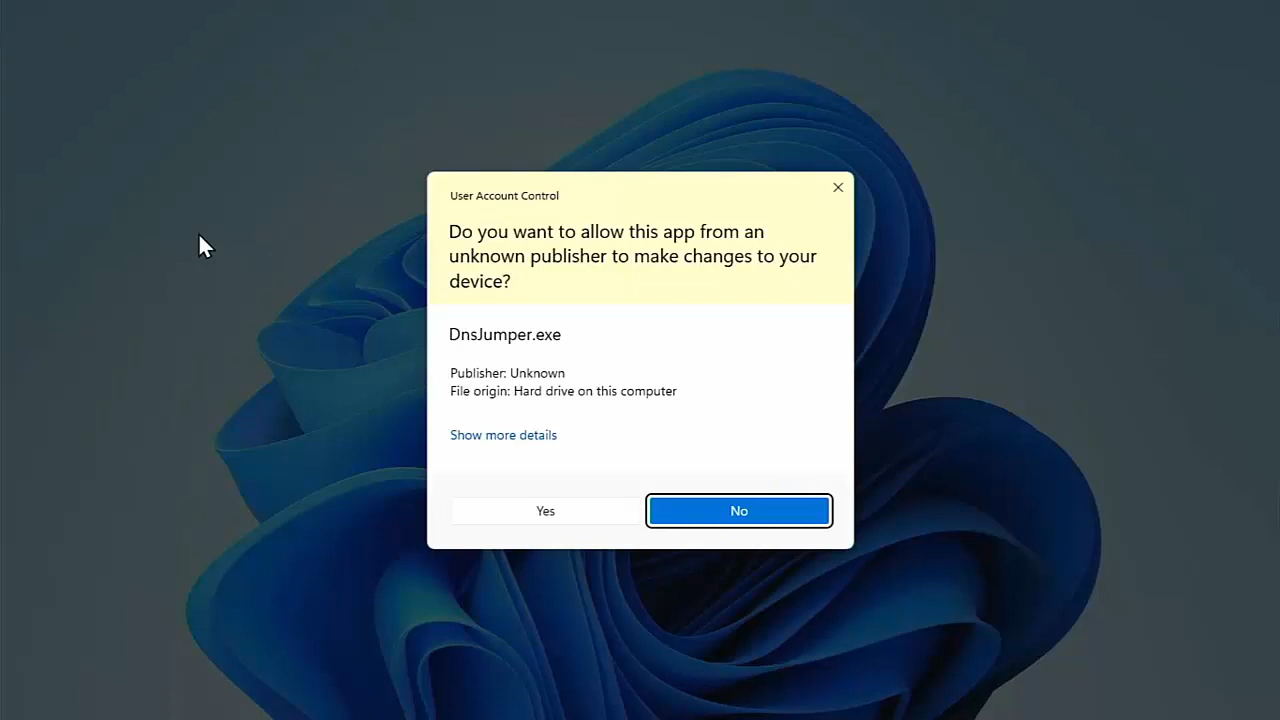 User Account Control
Do you want to allow this app from an
unknown publisher to make changes to your
device?
DnsJumper.exe
Publisher: Unknown
File origin: Hard drive on this computer
Show more details
Yes
No